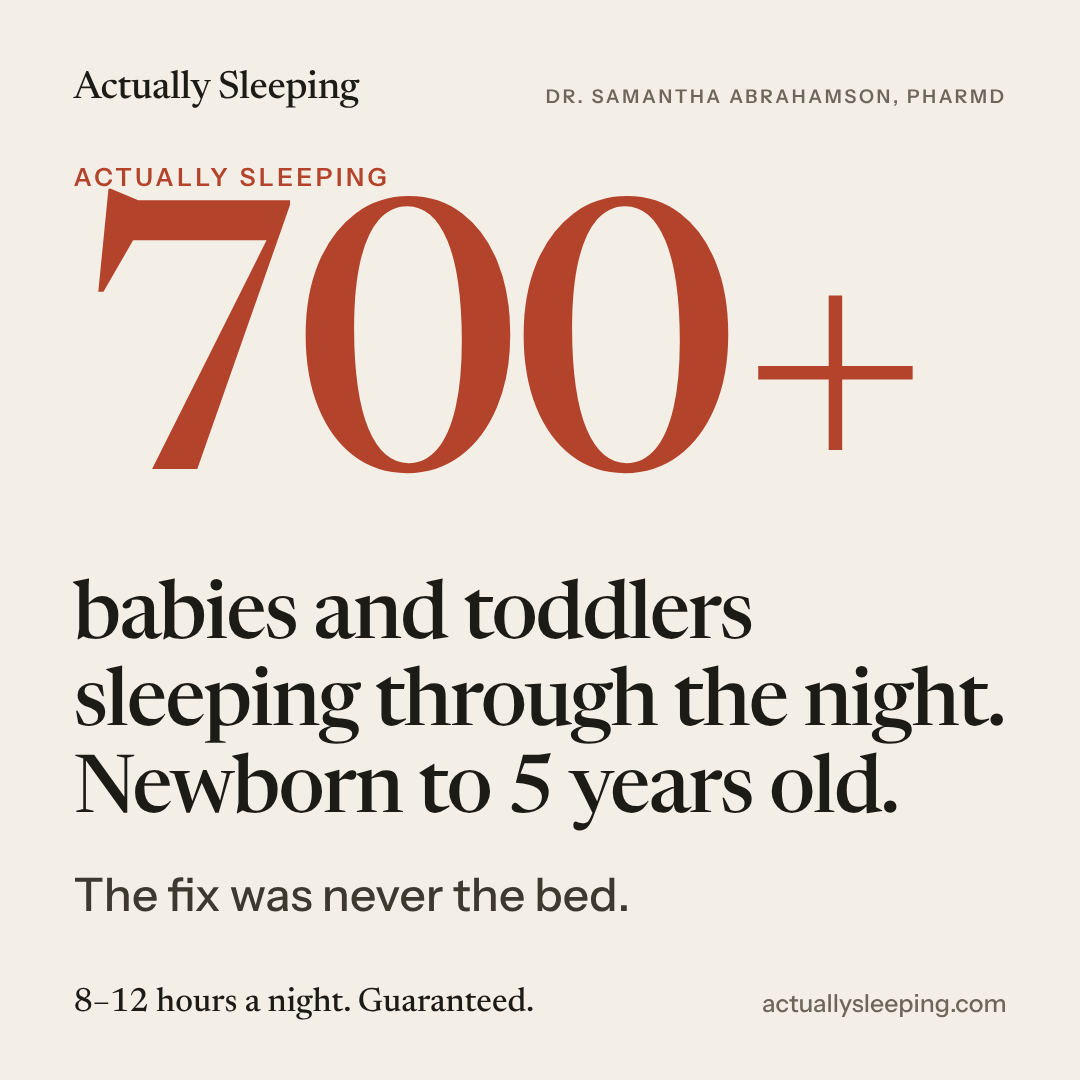 Actually Sleeping
DR. SAMANTHA ABRAHAMSON, PHARMD
ACTUALLY SLEEPING
700+
babies and toddlers
sleeping through the night.
Newborn to 5 years old.
The fix was never the bed.
8–12 hours a night. Guaranteed.
actuallysleeping.com